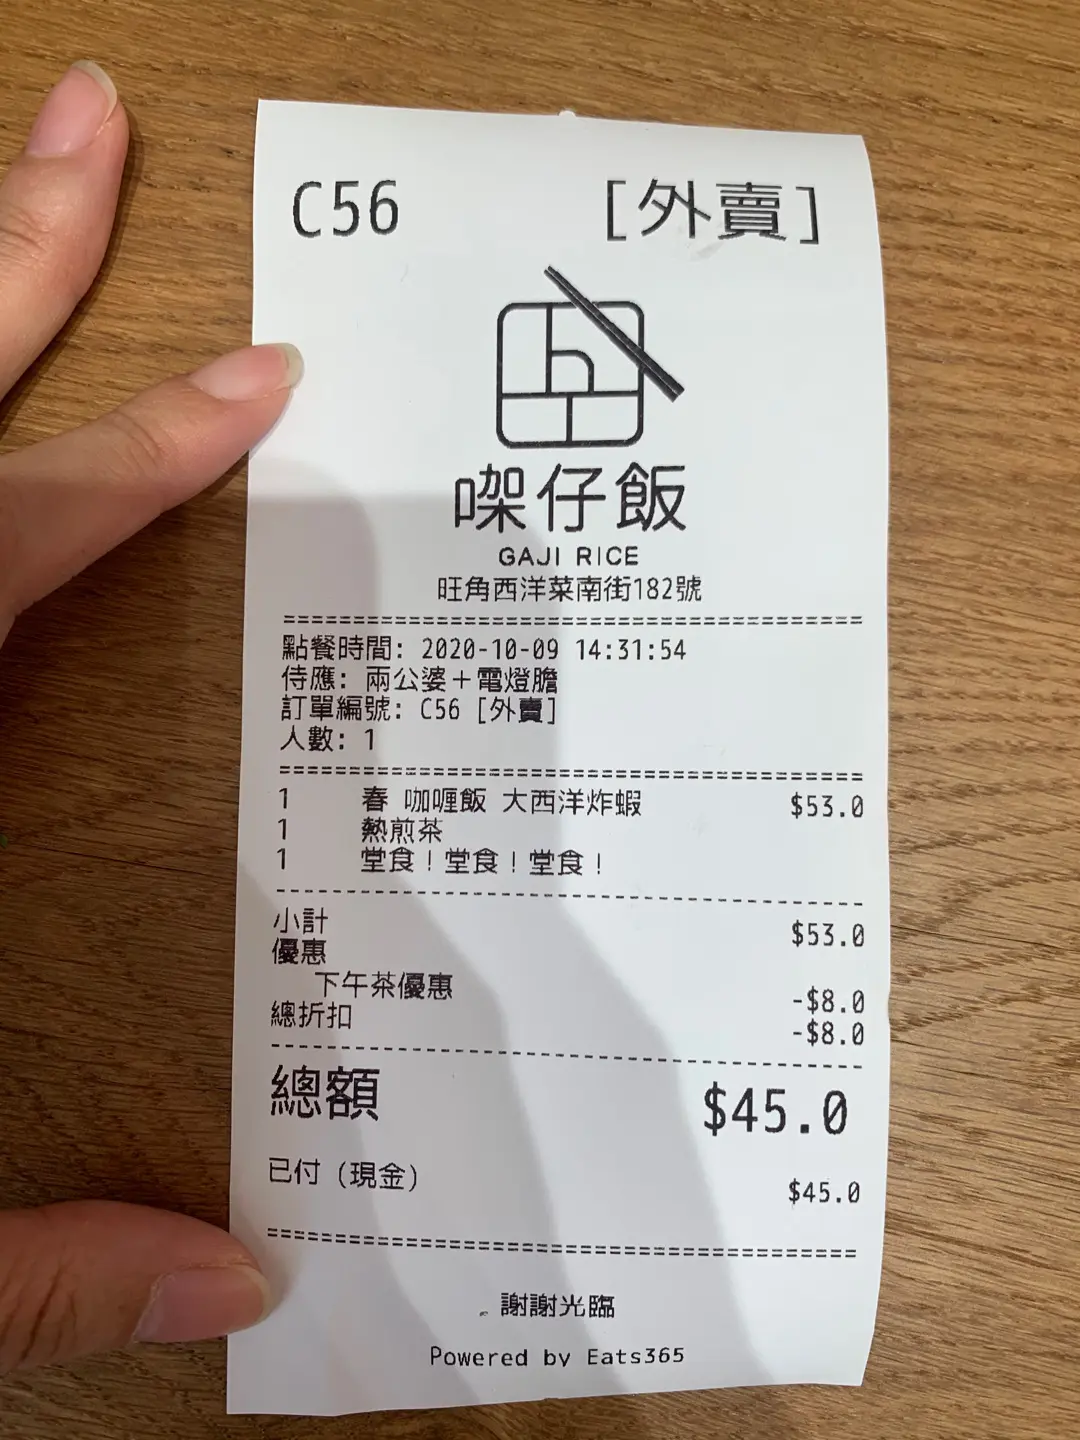 C56 [外賣]
㗎仔飯
GAJI RICE
旺角西洋菜南街182號
==========================================
點餐時間: 2020-10-09 14:31:54
侍應: 兩公婆＋電燈膽
訂單編號: C56 [外賣]
人數: 1
==========================================
1 春 咖喱飯 大西洋炸蝦 $53.0
1 熱煎茶
1 堂食！堂食！堂食！
------------------------------------------
小計 $53.0
優惠
下午茶優惠 -$8.0
總折扣 -$8.0
------------------------------------------
總額 $45.0
已付 (現金) $45.0
==========================================
謝謝光臨
Powered by Eats365